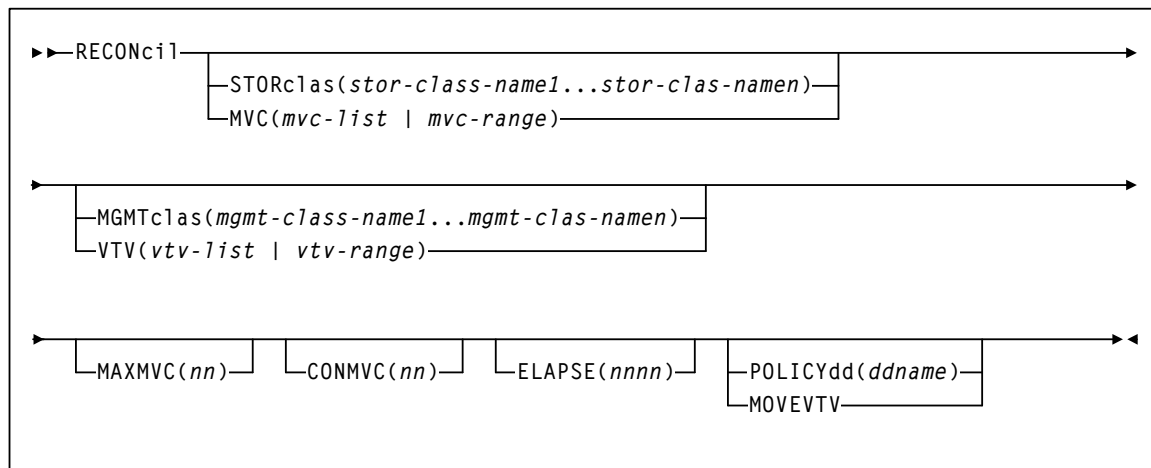 RECONcil
STORclas(stor-class-name1...stor-clas-namen)
MVC(mvc-list | mvc-range)
MGMTclas(mgmt-class-name1...mgmt-clas-namen)
VTV(vtv-list | vtv-range)
MAXMVC(nn) CONMVC(nn) ELAPSE(nnnn) POLICYdd(ddname)
MOVEVTV